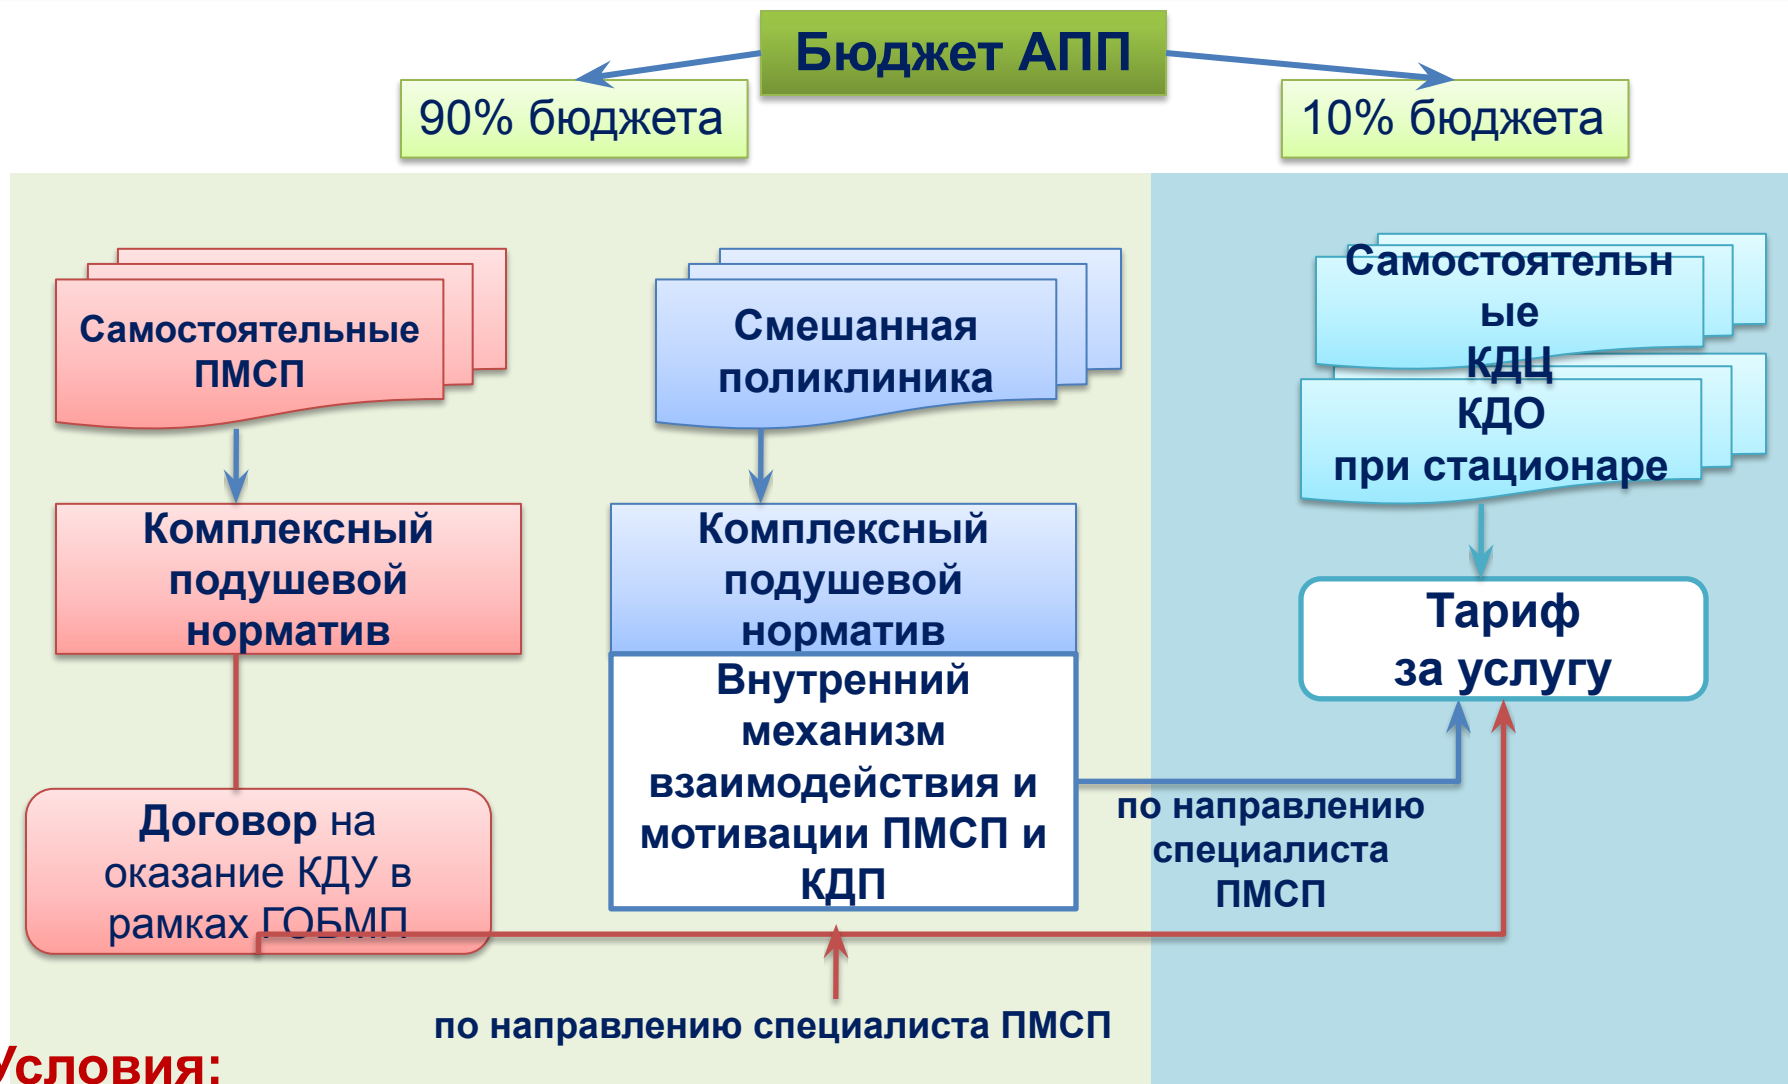 Бюджет АПП
90% бюджета
10% бюджета
Самостоятельные
ПМСП
Смешанная
поликлиника
Самостоятельн
ые
КДЦ
КДО
при стационаре
Комплексный
подушевой
норматив
Комплексный
подушевой
норматив
Тариф
за услугу
Внутренний
механизм
взаимодействия и
мотивации ПМСП и
КДП
Договор на
оказание КДУ в
рамках ГОБМП
по направлению
специалиста
ПМСП
по направлению специалиста ПМСП
Условия: